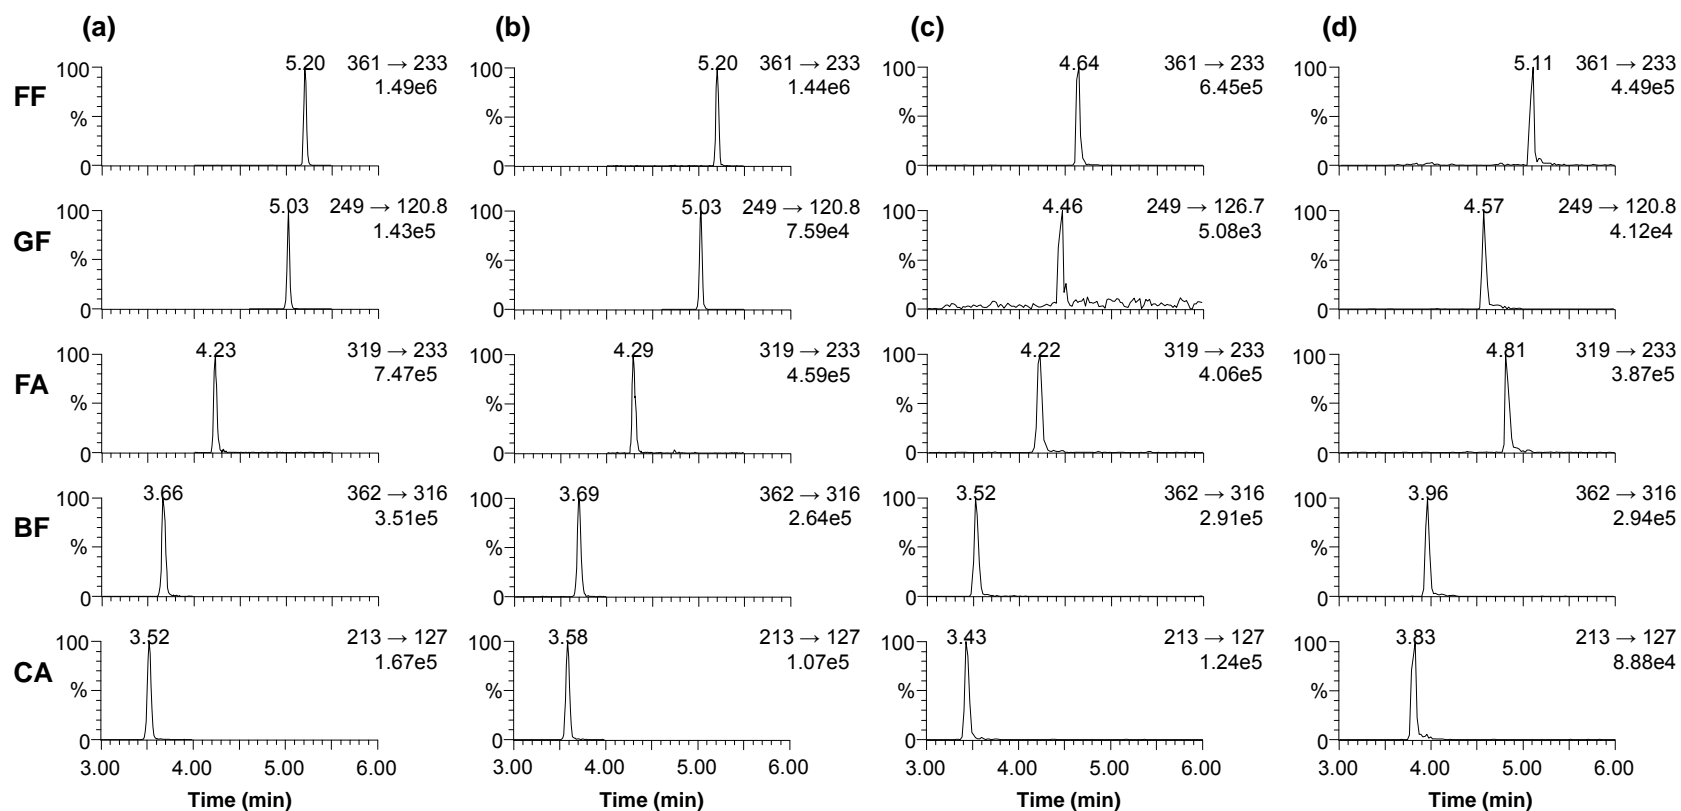 (a) (b) (c) (d)
FF
100 % 0 5.20 361 → 233 1.49e6
100 % 0 5.20 361 → 233 1.44e6
100 % 0 4.64 361 → 233 6.45e5
100 % 0 5.11 361 → 233 4.49e5
GF
100 % 0 5.03 249 → 120.8 1.43e5
100 % 0 5.03 249 → 120.8 7.59e4
100 % 0 4.46 249 → 126.7 5.08e3
100 % 0 4.57 249 → 120.8 4.12e4
FA
100 % 0 4.23 319 → 233 7.47e5
100 % 0 4.29 319 → 233 4.59e5
100 % 0 4.22 319 → 233 4.06e5
100 % 0 4.81 319 → 233 3.87e5
BF
100 % 0 3.66 362 → 316 3.51e5
100 % 0 3.69 362 → 316 2.64e5
100 % 0 3.52 362 → 316 2.91e5
100 % 0 3.96 362 → 316 2.94e5
CA
100 % 0 3.52 213 → 127 1.67e5
100 % 0 3.58 213 → 127 1.07e5
100 % 0 3.43 213 → 127 1.24e5
100 % 0 3.83 213 → 127 8.88e4
3.00 4.00 5.00 6.00 3.00 4.00 5.00 6.00 3.00 4.00 5.00 6.00 3.00 4.00 5.00 6.00
Time (min) Time (min) Time (min) Time (min)